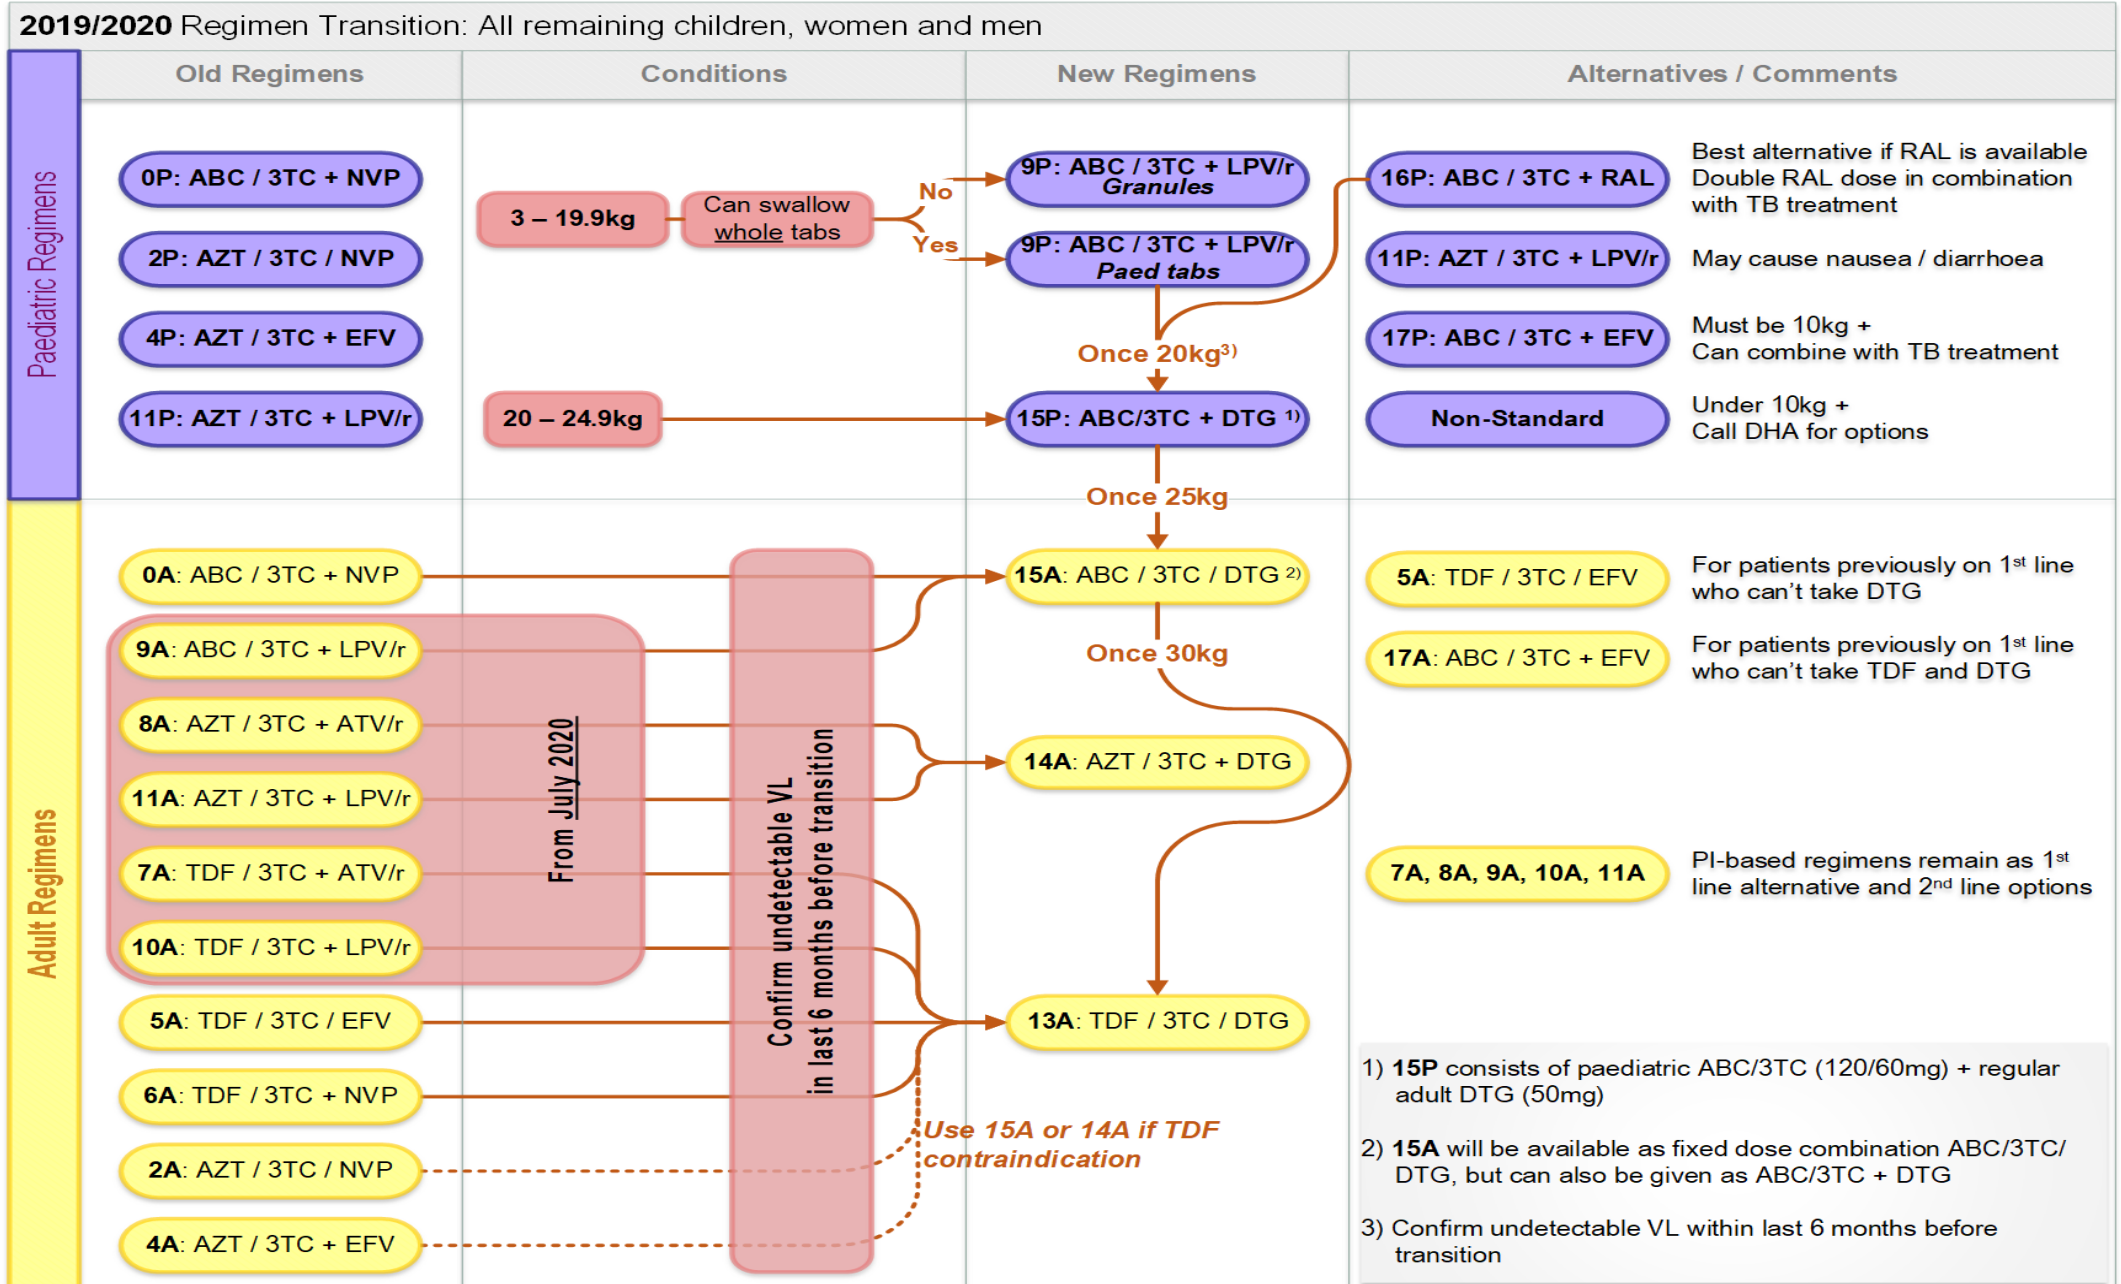 2019/2020 Regimen Transition: All remaining children, women and men
Old Regimens
Conditions
New Regimens
Alternatives / Comments
Paediatric Regimens
0P: ABC / 3TC + NVP
2P: AZT / 3TC / NVP
4P: AZT / 3TC + EFV
11P: AZT / 3TC + LPV/r
3 – 19.9kg
Can swallow
whole tabs
No
Yes
20 – 24.9kg
9P: ABC / 3TC + LPV/r
Granules
9P: ABC / 3TC + LPV/r
Paed tabs
Once 20kg3)
15P: ABC/3TC + DTG 1)
Once 25kg
16P: ABC / 3TC + RAL
Best alternative if RAL is available
Double RAL dose in combination
with TB treatment
11P: AZT / 3TC + LPV/r
May cause nausea / diarrhoea
17P: ABC / 3TC + EFV
Must be 10kg +
Can combine with TB treatment
Non-Standard
Under 10kg +
Call DHA for options
Adult Regimens
0A: ABC / 3TC + NVP
9A: ABC / 3TC + LPV/r
8A: AZT / 3TC + ATV/r
11A: AZT / 3TC + LPV/r
7A: TDF / 3TC + ATV/r
10A: TDF / 3TC + LPV/r
5A: TDF / 3TC / EFV
6A: TDF / 3TC + NVP
2A: AZT / 3TC / NVP
4A: AZT / 3TC + EFV
From July 2020
Confirm undetectable VL
in last 6 months before transition
15A: ABC / 3TC / DTG 2)
Once 30kg
14A: AZT / 3TC + DTG
13A: TDF / 3TC / DTG
Use 15A or 14A if TDF
contraindication
5A: TDF / 3TC / EFV
For patients previously on 1st line
who can't take DTG
17A: ABC / 3TC + EFV
For patients previously on 1st line
who can't take TDF and DTG
7A, 8A, 9A, 10A, 11A
PI-based regimens remain as 1st
line alternative and 2nd line options
1) 15P consists of paediatric ABC/3TC (120/60mg) + regular
adult DTG (50mg)
2) 15A will be available as fixed dose combination ABC/3TC/
DTG, but can also be given as ABC/3TC + DTG
3) Confirm undetectable VL within last 6 months before
transition